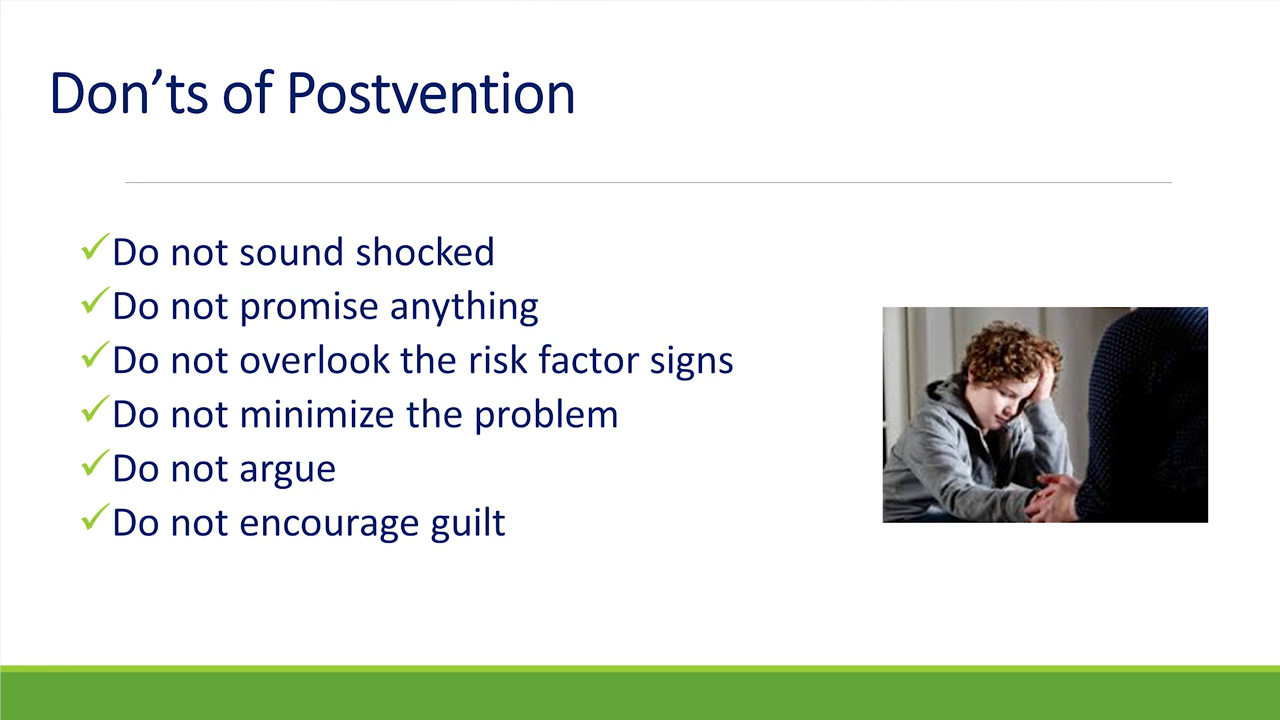 Don’ts of Postvention
✓Do not sound shocked
✓Do not promise anything
✓Do not overlook the risk factor signs
✓Do not minimize the problem
✓Do not argue
✓Do not encourage guilt